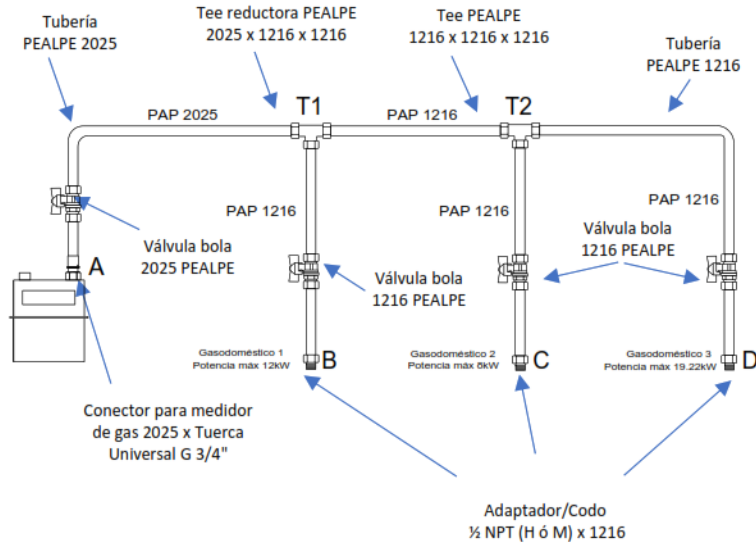 Tubería
PEALPE 2025
Tee reductora PEALPE
2025 x 1216 x 1216
Tee PEALPE
1216 x 1216 x 1216
Tubería
PEALPE 1216
PAP 2025
T1
PAP 1216
T2
PAP 1216
PAP 1216
PAP 1216
A
Válvula bola
2025 PEALPE
Válvula bola
1216 PEALPE
Válvula bola
1216 PEALPE
Gasodoméstico 1
Potencia máx 12kW
B
Gasodoméstico 2
Potencia máx 8kW
C
Gasodoméstico 3
Potencia máx 19.22kW
D
Conector para medidor
de gas 2025 x Tuerca
Universal G 3/4"
Adaptador/Codo
½ NPT (H ó M) x 1216